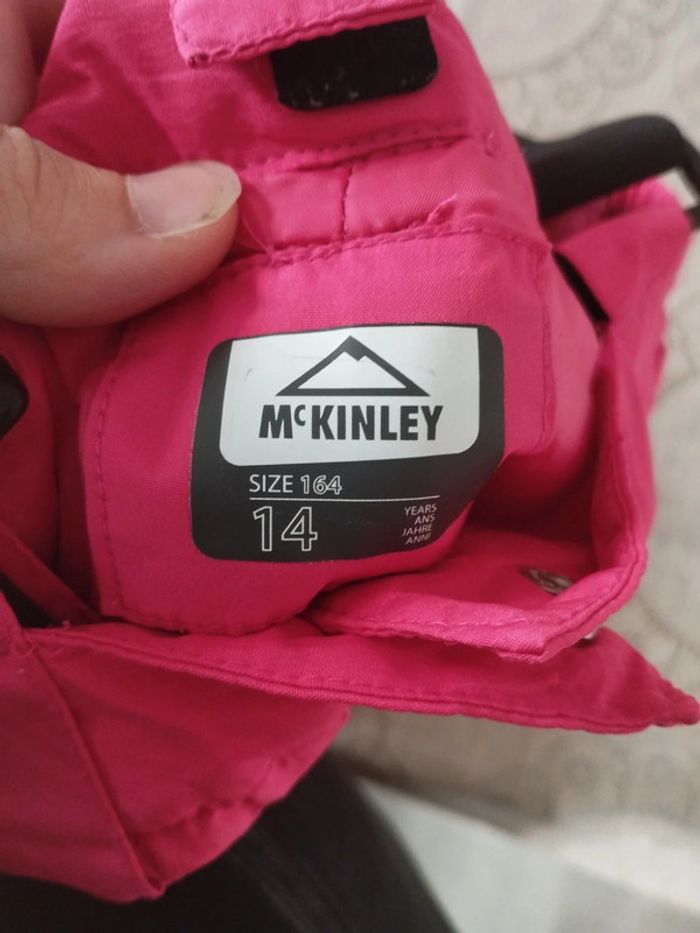 McKINLEY
SIZE 164
14
YEARS
ANS
JAHRE
ANNI